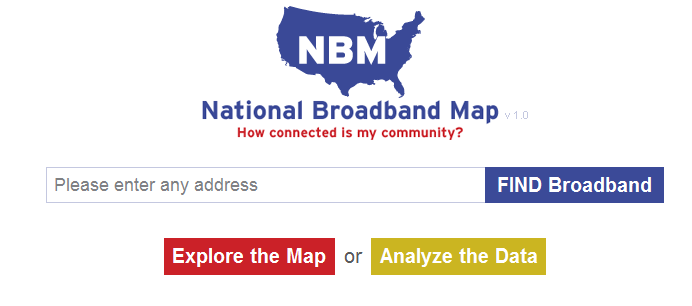 NBM
National Broadband Map v 1.0
How connected is my community?
Please enter any address FIND Broadband
Explore the Map or Analyze the Data